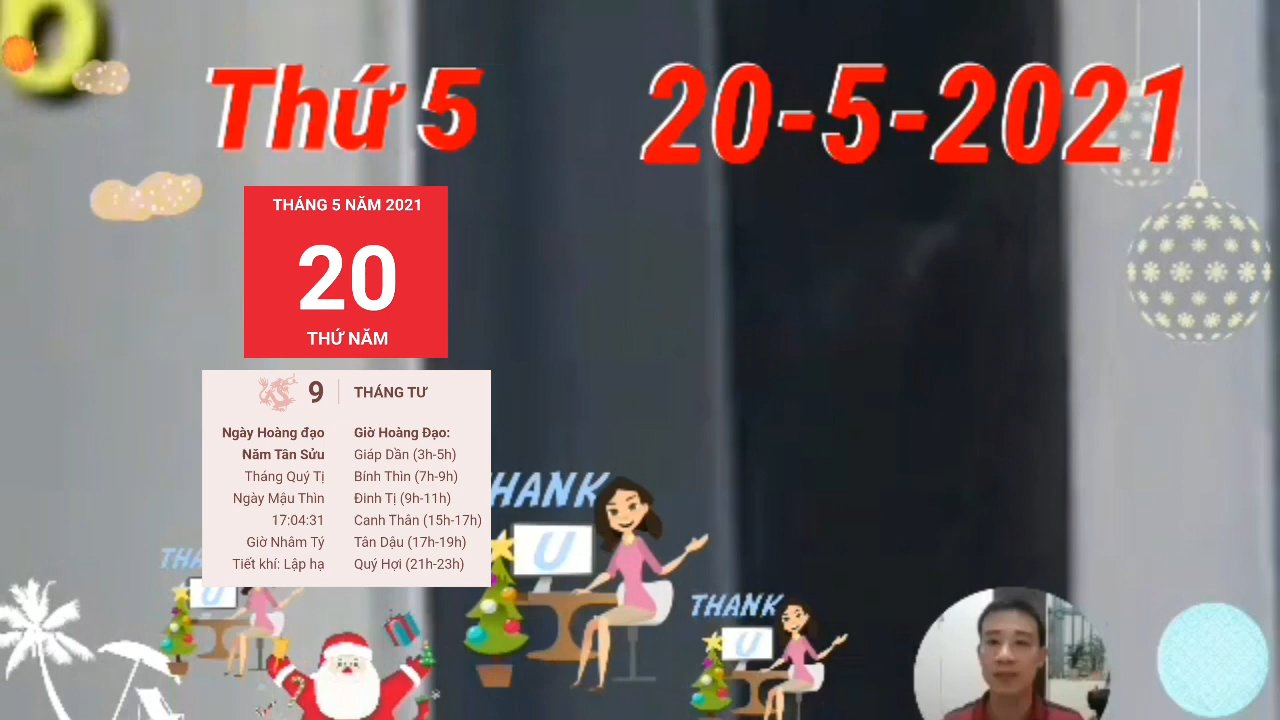 Thứ 5
20-5-2021
THÁNG 5 NĂM 2021
20
THỨ NĂM
9
THÁNG TƯ
Ngày Hoàng đạo
Năm Tân Sửu
Tháng Quý Tị
Ngày Mậu Thìn
17:04:31
Giờ Nhâm Tý
Tiết khí: Lập hạ
Giờ Hoàng Đạo:
Giáp Dần (3h-5h)
Bính Thìn (7h-9h)
Đinh Tị (9h-11h)
Canh Thân (15h-17h)
Tân Dậu (17h-19h)
Quý Hợi (21h-23h)
HANK
U
THA
U
THANK
U